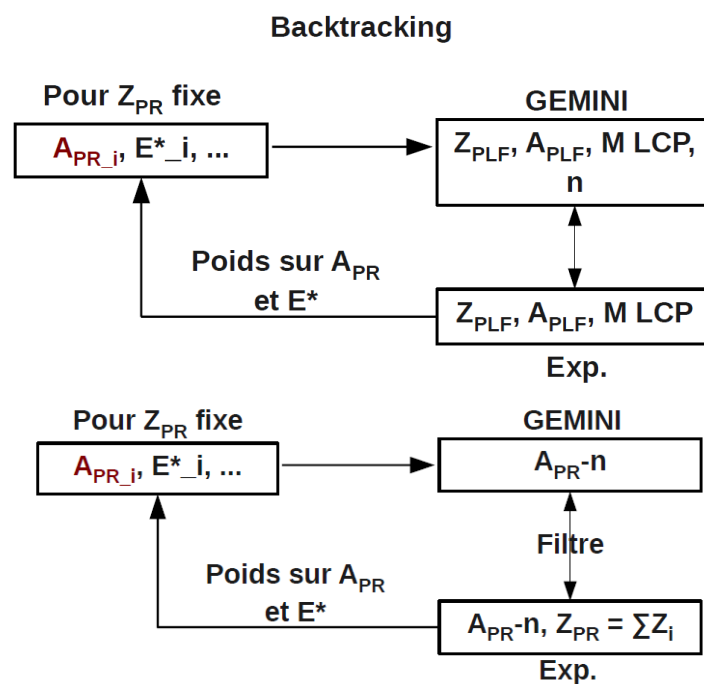 Backtracking
Pour Z_PR fixe
A_PR_i, E*_i, ...
GEMINI
Z_PLF, A_PLF, M LCP,
n
Poids sur A_PR
et E*
Z_PLF, A_PLF, M LCP
Exp.
Pour Z_PR fixe
A_PR_i, E*_i, ...
GEMINI
A_PR-n
Filtre
Poids sur A_PR
et E*
A_PR-n, Z_PR = ∑Z_i
Exp.